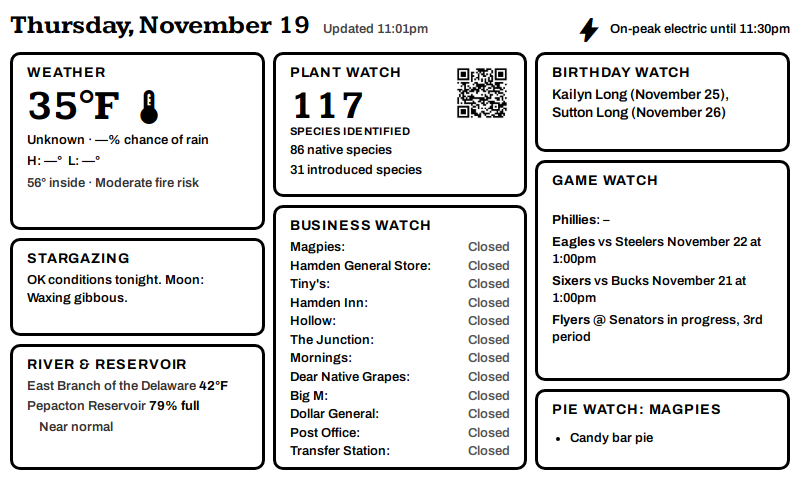 Thursday, November 19 Updated 11:01pm
On-peak electric until 11:30pm
WEATHER
35°F
Unknown · —% chance of rain
H: —° L: —°
56° inside · Moderate fire risk
STARGAZING
OK conditions tonight. Moon:
Waxing gibbous.
RIVER & RESERVOIR
East Branch of the Delaware 42°F
Pepacton Reservoir 79% full
Near normal
PLANT WATCH
117
SPECIES IDENTIFIED
86 native species
31 introduced species
BUSINESS WATCH
Magpies: Closed
Hamden General Store: Closed
Tiny's: Closed
Hamden Inn: Closed
Hollow: Closed
The Junction: Closed
Mornings: Closed
Dear Native Grapes: Closed
Big M: Closed
Dollar General: Closed
Post Office: Closed
Transfer Station: Closed
BIRTHDAY WATCH
Kailyn Long (November 25),
Sutton Long (November 26)
GAME WATCH
Phillies: –
Eagles vs Steelers November 22 at
1:00pm
Sixers vs Bucks November 21 at
1:00pm
Flyers @ Senators in progress, 3rd
period
PIE WATCH: MAGPIES
• Candy bar pie